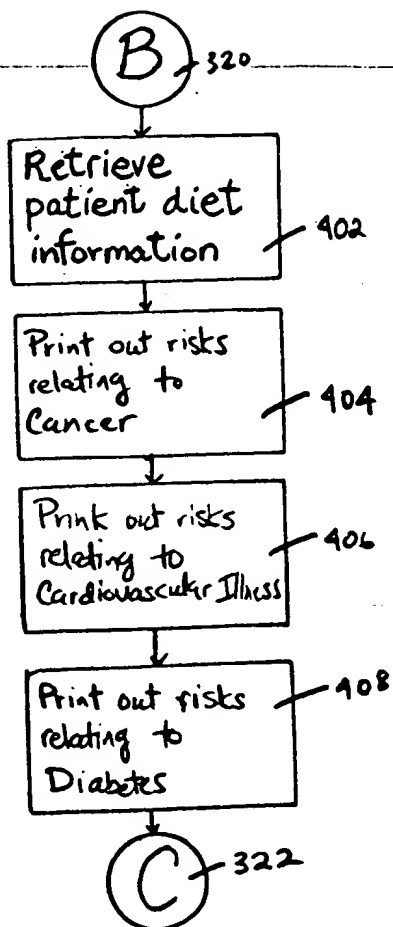 B
320
Retrieve
patient diet
information
402
Print out risks
relating to
Cancer
404
Prink out risks
relating to
Cardiovascular Illness
406
Print out risks
relating to
Diabetes
408
C
322